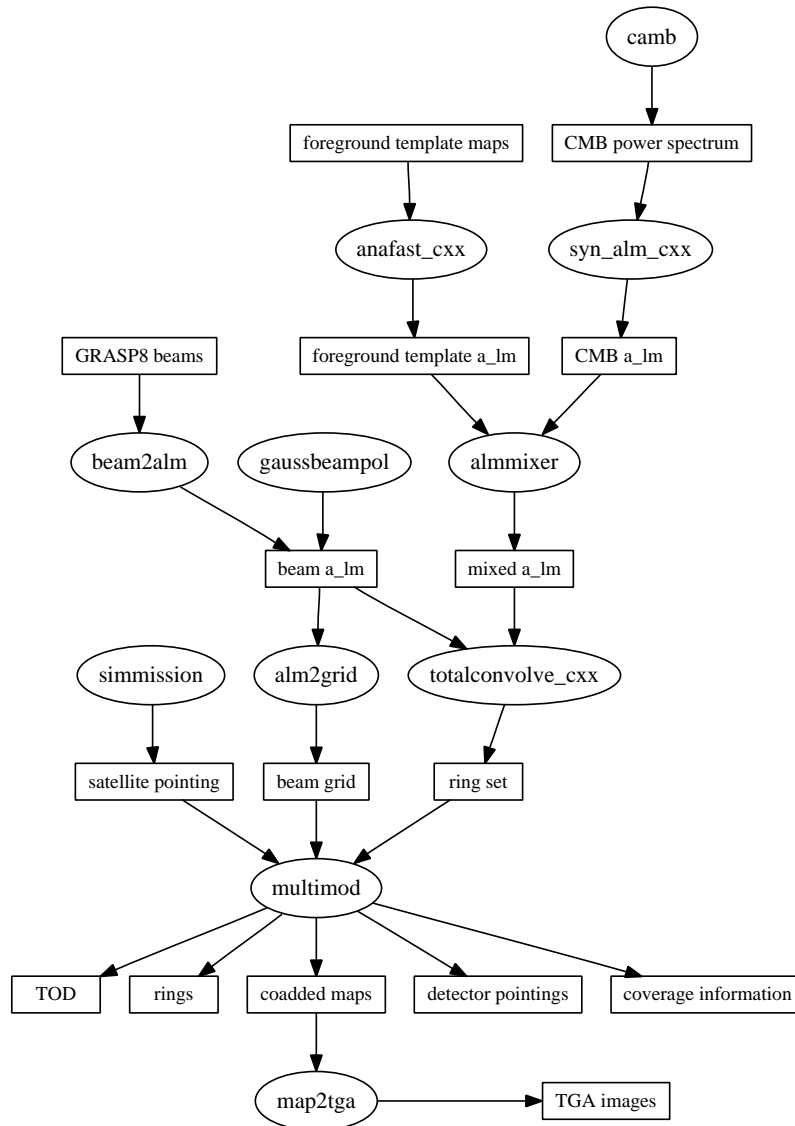 camb
foreground template maps
CMB power spectrum
anafast_cxx
syn_alm_cxx
GRASP8 beams
foreground template a_lm
CMB a_lm
beam2alm
gaussbeampol
almmixer
beam a_lm
mixed a_lm
simmission
alm2grid
totalconvolve_cxx
satellite pointing
beam grid
ring set
multimod
TOD
rings
coadded maps
detector pointings
coverage information
map2tga
TGA images